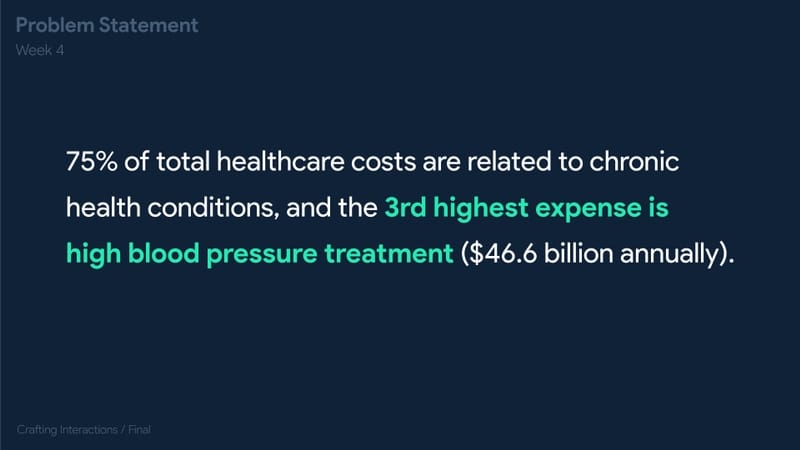 Problem Statement
Week 4
75% of total healthcare costs are related to chronic
health conditions, and the 3rd highest expense is
high blood pressure treatment ($46.6 billion annually).
Crafting Interactions / Final